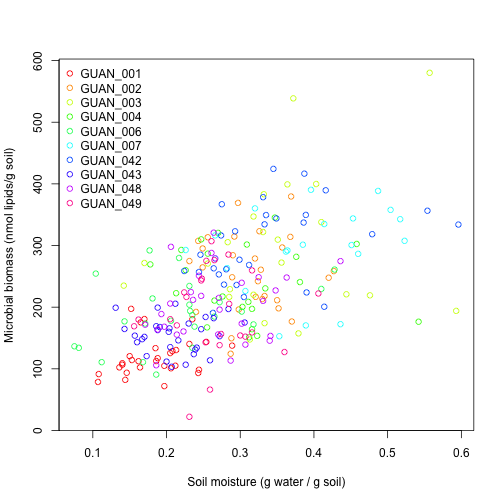 GUAN_001
GUAN_002
GUAN_003
GUAN_004
GUAN_006
GUAN_007
GUAN_042
GUAN_043
GUAN_048
GUAN_049
Microbial biomass (nmol lipids/g soil)
600
500
400
300
200
100
0
0.1 0.2 0.3 0.4 0.5 0.6
Soil moisture (g water / g soil)